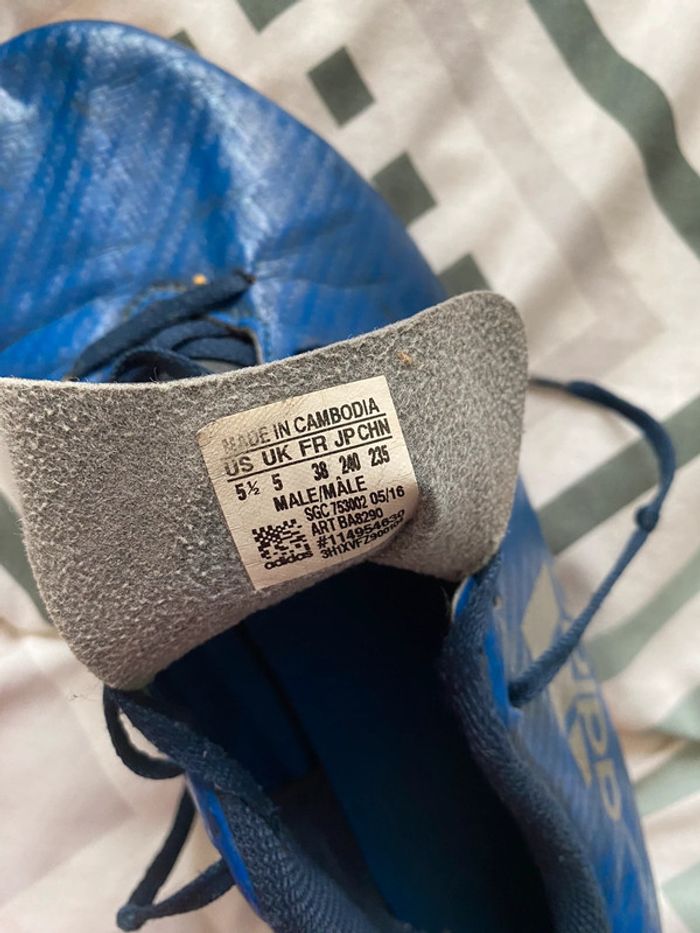 MADE IN CAMBODIA
US UK FR JP CHN
5½ 5 38 240 235
MALE/MÂLE
SGC 753002 05/16
ART BA8290
#114954630
adidas